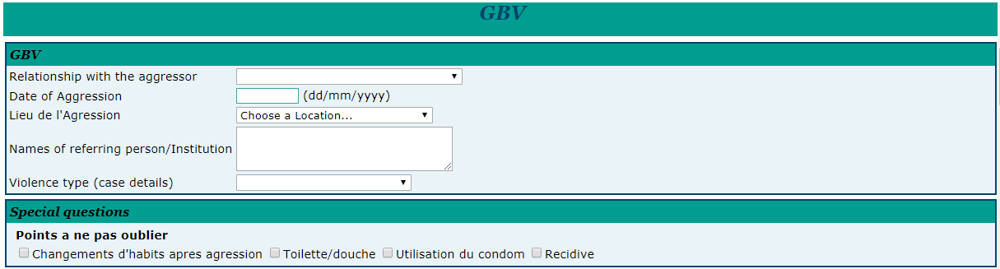 GBV
GBV
Relationship with the aggressor
Date of Aggression (dd/mm/yyyy)
Lieu de l'Agression Choose a Location...
Names of referring person/Institution
Violence type (case details)
Special questions
Points a ne pas oublier
Changements d'habits apres agression Toilette/douche Utilisation du condom Recidive